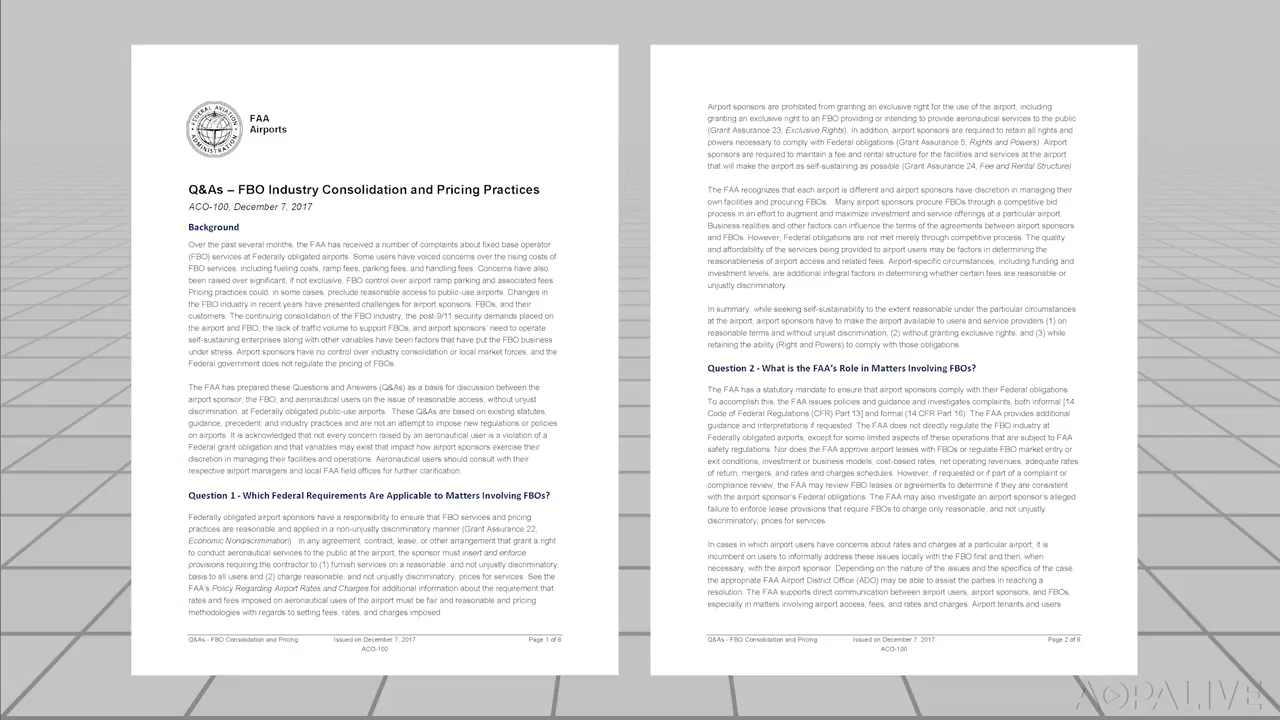 FEDERAL AVIATION ADMINISTRATION
FAA
Airports
Q&As – FBO Industry Consolidation and Pricing Practices
ACO-100, December 7, 2017
Background
Over the past several months, the FAA has received a number of complaints about fixed base operator
(FBO) services at Federally obligated airports. Some users have voiced concerns over the rising costs of
FBO services, including fueling costs, ramp fees, parking fees, and handling fees. Concerns have also
been raised over significant, if not exclusive, FBO control over airport ramp parking and associated fees
Pricing practices could, in some cases, preclude reasonable access to public-use airports. Changes in
the FBO industry in recent years have presented challenges for airport sponsors, FBOs, and their
customers. The continuing consolidation of the FBO industry, the post-9/11 security demands placed on
the airport and FBO, the lack of traffic volume to support FBOs, and airport sponsors' need to operate
self-sustaining enterprises along with other variables have been factors that have put the FBO business
under stress. Airport sponsors have no control over industry consolidation or local market forces, and the
Federal government does not regulate the pricing of FBOs.
The FAA has prepared these Questions and Answers (Q&As) as a basis for discussion between the
airport sponsor, the FBO, and aeronautical users on the issue of reasonable access, without unjust
discrimination, at Federally obligated public-use airports. These Q&As are based on existing statutes,
guidance, precedent, and industry practices and are not an attempt to impose new regulations or policies
on airports. It is acknowledged that not every concern raised by an aeronautical user is a violation of a
Federal grant obligation and that variables may exist that impact how airport sponsors exercise their
discretion in managing their facilities and operations. Aeronautical users should consult with their
respective airport managers and local FAA field offices for further clarification
Question 1 - Which Federal Requirements Are Applicable to Matters Involving FBOs?
Federally obligated airport sponsors have a responsibility to ensure that FBO services and pricing
practices are reasonable and applied in a non-unjustly discriminatory manner (Grant Assurance 22,
Economic Nondiscrimination) In any agreement, contract, lease, or other arrangement that grant a right
to conduct aeronautical services to the public at the airport, the sponsor must insert and enforce
provisions requiring the contractor to (1) furnish services on a reasonable, and not unjustly discriminatory,
basis to all users and (2) charge reasonable, and not unjustly discriminatory, prices for services See the
FAA's Policy Regarding Airport Rates and Charges for additional information about the requirement that
rates and fees imposed on aeronautical uses of the airport must be fair and reasonable and pricing
methodologies with regards to setting fees, rates, and charges imposed
Q&As - FBO Consolidation and Pricing Issued on December 7, 2017 Page 1 of 6
ACO-100
Airport sponsors are prohibited from granting an exclusive right for the use of the airport, including
granting an exclusive right to an FBO providing or intending to provide aeronautical services to the public
(Grant Assurance 23, Exclusive Rights). In addition, airport sponsors are required to retain all rights and
powers necessary to comply with Federal obligations (Grant Assurance 5, Rights and Powers) Airport
sponsors are required to maintain a fee and rental structure for the facilities and services at the airport
that will make the airport as self-sustaining as possible (Grant Assurance 24, Fee and Rental Structure).
The FAA recognizes that each airport is different and airport sponsors have discretion in managing their
own facilities and procuring FBOs. Many airport sponsors procure FBOs through a competitive bid
process in an effort to augment and maximize investment and service offerings at a particular airport
Business realities and other factors can influence the terms of the agreements between airport sponsors
and FBOs However, Federal obligations are not met merely through competitive process The quality
and affordability of the services being provided to airport users may be factors in determining the
reasonableness of airport access and related fees. Airport-specific circumstances, including funding and
investment levels, are additional integral factors in determining whether certain fees are reasonable or
unjustly discriminatory.
In summary, while seeking self-sustainability to the extent reasonable under the particular circumstances
at the airport, airport sponsors have to make the airport available to users and service providers (1) on
reasonable terms and without unjust discrimination, (2) without granting exclusive rights, and (3) while
retaining the ability (Right and Powers) to comply with those obligations.
Question 2 - What is the FAA's Role in Matters Involving FBOs?
The FAA has a statutory mandate to ensure that airport sponsors comply with their Federal obligations
To accomplish this, the FAA issues policies and guidance and investigates complaints, both informal [14
Code of Federal Regulations (CFR) Part 13] and formal (14 CFR Part 16) The FAA provides additional
guidance and interpretations if requested The FAA does not directly regulate the FBO industry at
Federally obligated airports, except for some limited aspects of these operations that are subject to FAA
safety regulations. Nor does the FAA approve airport leases with FBOs or regulate FBO market entry or
exit conditions, investment or business models, cost-based rates, net operating revenues, adequate rates
of return, mergers, and rates and charges schedules. However, if requested or if part of a complaint or
compliance review, the FAA may review FBO leases or agreements to determine if they are consistent
with the airport sponsor's Federal obligations. The FAA may also investigate an airport sponsor's alleged
failure to enforce lease provisions that require FBOs to charge only reasonable, and not unjustly
discriminatory, prices for services.
In cases in which airport users have concerns about rates and charges at a particular airport, it is
incumbent on users to informally address these issues locally with the FBO first and then, when
necessary, with the airport sponsor Depending on the nature of the issues and the specifics of the case,
the appropriate FAA Airport District Office (ADO) may be able to assist the parties in reaching a
resolution. The FAA supports direct communication between airport users, airport sponsors, and FBOs,
especially in matters involving airport access, fees, and rates and charges. Airport tenants and users
Q&As - FBO Consolidation and Pricing Issued on December 7, 2017 Page 2 of 6
ACO-100
AOPALIVE